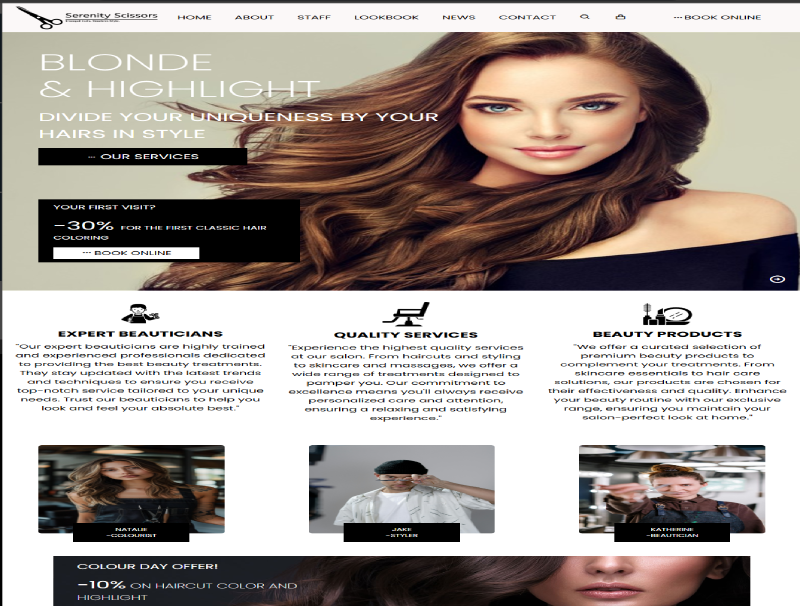 Serenity Scissors
HOME ABOUT STAFF LOOKBOOK NEWS CONTACT BOOK ONLINE
BLONDE
& HIGHLIGHT
DIVIDE YOUR UNIQUENESS BY YOUR
HAIRS IN STYLE
OUR SERVICES
YOUR FIRST VISIT?
-30% FOR THE FIRST CLASSIC HAIR
COLORING
BOOK ONLINE
EXPERT BEAUTICIANS
"Our expert beauticians are highly trained
and experienced professionals dedicated
to providing the best beauty treatments.
They stay updated with the latest trends
and techniques to ensure you receive
top-notch service tailored to your unique
needs. Trust our beauticians to help you
look and feel your absolute best."
QUALITY SERVICES
"Experience the highest quality services
at our salon. From haircuts and styling
to skincare and massages, we offer a
wide range of treatments designed to
pamper you. Our commitment to
excellence means you'll always receive
personalized care and attention,
ensuring a relaxing and satisfying
experience."
BEAUTY PRODUCTS
"We offer a curated selection of
premium beauty products to
complement your treatments. From
skincare essentials to hair care
solutions, our products are chosen for
their effectiveness and quality. Enhance
your beauty routine with our exclusive
range, ensuring you maintain your
salon-perfect look at home."
NATALIE
-COLOURIST
JAKE
-STYLES
KATHERINE
-BEAUTICIAN
COLOUR DAY OFFER!
-10% ON HAIRCUT COLOR AND
HIGHLIGHT